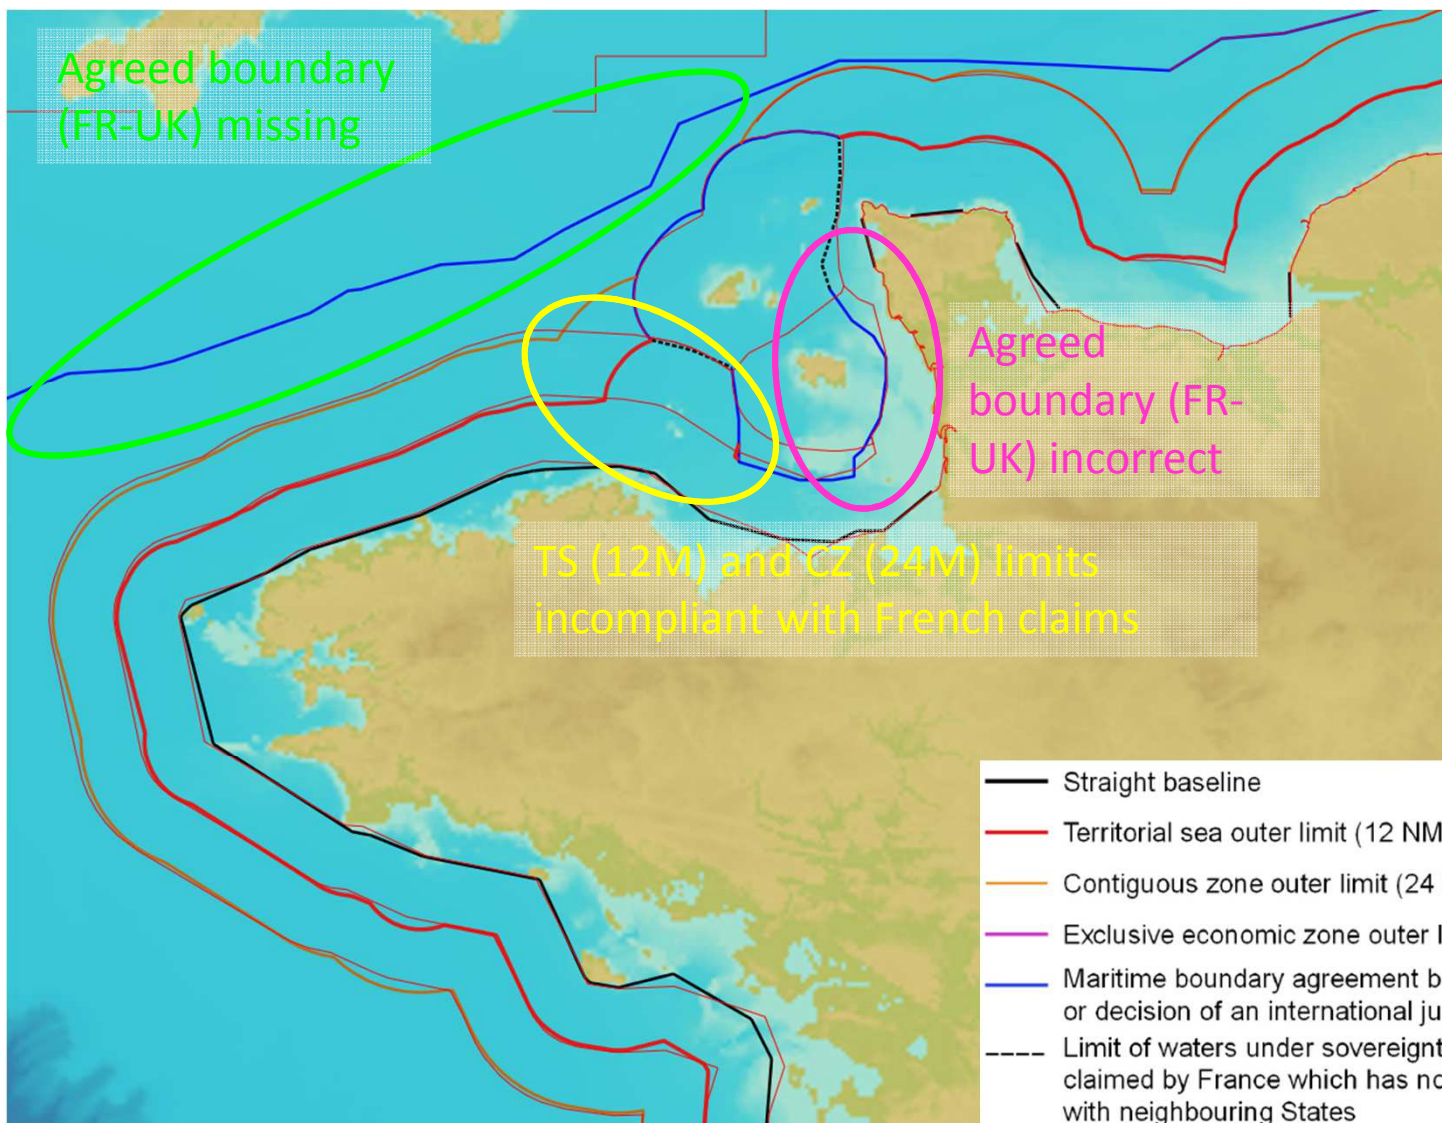 Agreed boundary
(FR-UK) missing
Agreed
boundary (FR-
UK) incorrect
TS (12M) and CZ (24M) limits
incompliant with French claims
Straight baseline
Territorial sea outer limit (12 NM
Contiguous zone outer limit (24
Exclusive economic zone outer l
Maritime boundary agreement b
or decision of an international ju
Limit of waters under sovereignt
claimed by France which has no
with neighbouring States